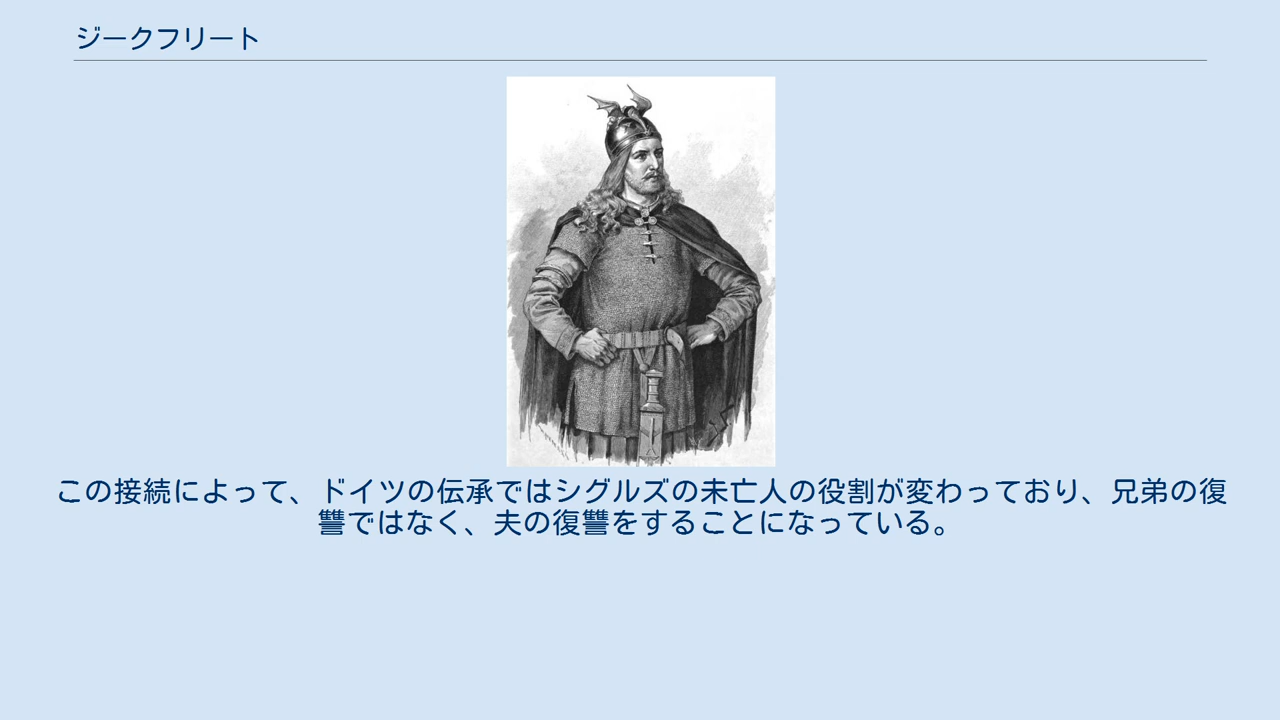 ジークフリート
この接続によって、ドイツの伝承ではシグルズの未亡人の役割が変わっており、兄弟の復
讐ではなく、夫の復讐をすることになっている。